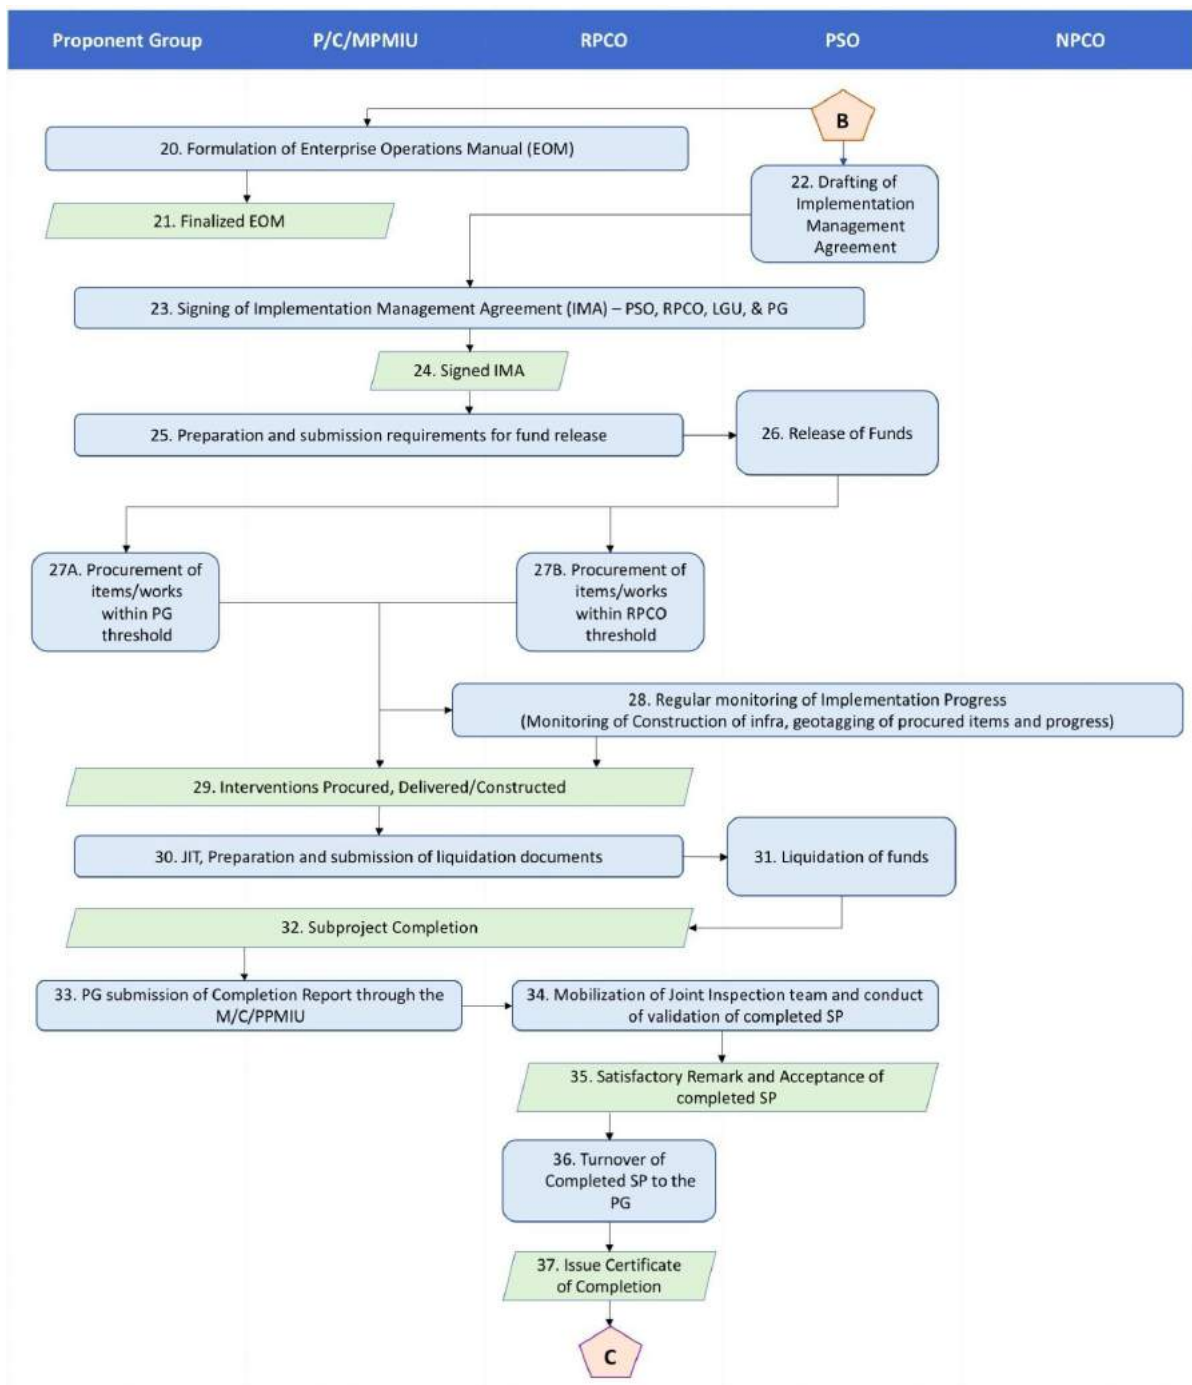 Proponent Group
P/C/MPMIU
RPCO
PSO
NPCO
B
20. Formulation of Enterprise Operations Manual (EOM)
22. Drafting of
Implementation
Management
Agreement
21. Finalized EOM
23. Signing of Implementation Management Agreement (IMA) – PSO, RPCO, LGU, & PG
24. Signed IMA
25. Preparation and submission requirements for fund release
26. Release of Funds
27A. Procurement of
items/works
within PG
threshold
27B. Procurement of
items/works
within RPCO
threshold
28. Regular monitoring of Implementation Progress
(Monitoring of Construction of infra, geotagging of procured items and progress)
29. Interventions Procured, Delivered/Constructed
30. JIT, Preparation and submission of liquidation documents
31. Liquidation of funds
32. Subproject Completion
33. PG submission of Completion Report through the
M/C/PPMIU
34. Mobilization of Joint Inspection team and conduct
of validation of completed SP
35. Satisfactory Remark and Acceptance of
completed SP
36. Turnover of
Completed SP to the
PG
37. Issue Certificate
of Completion
C